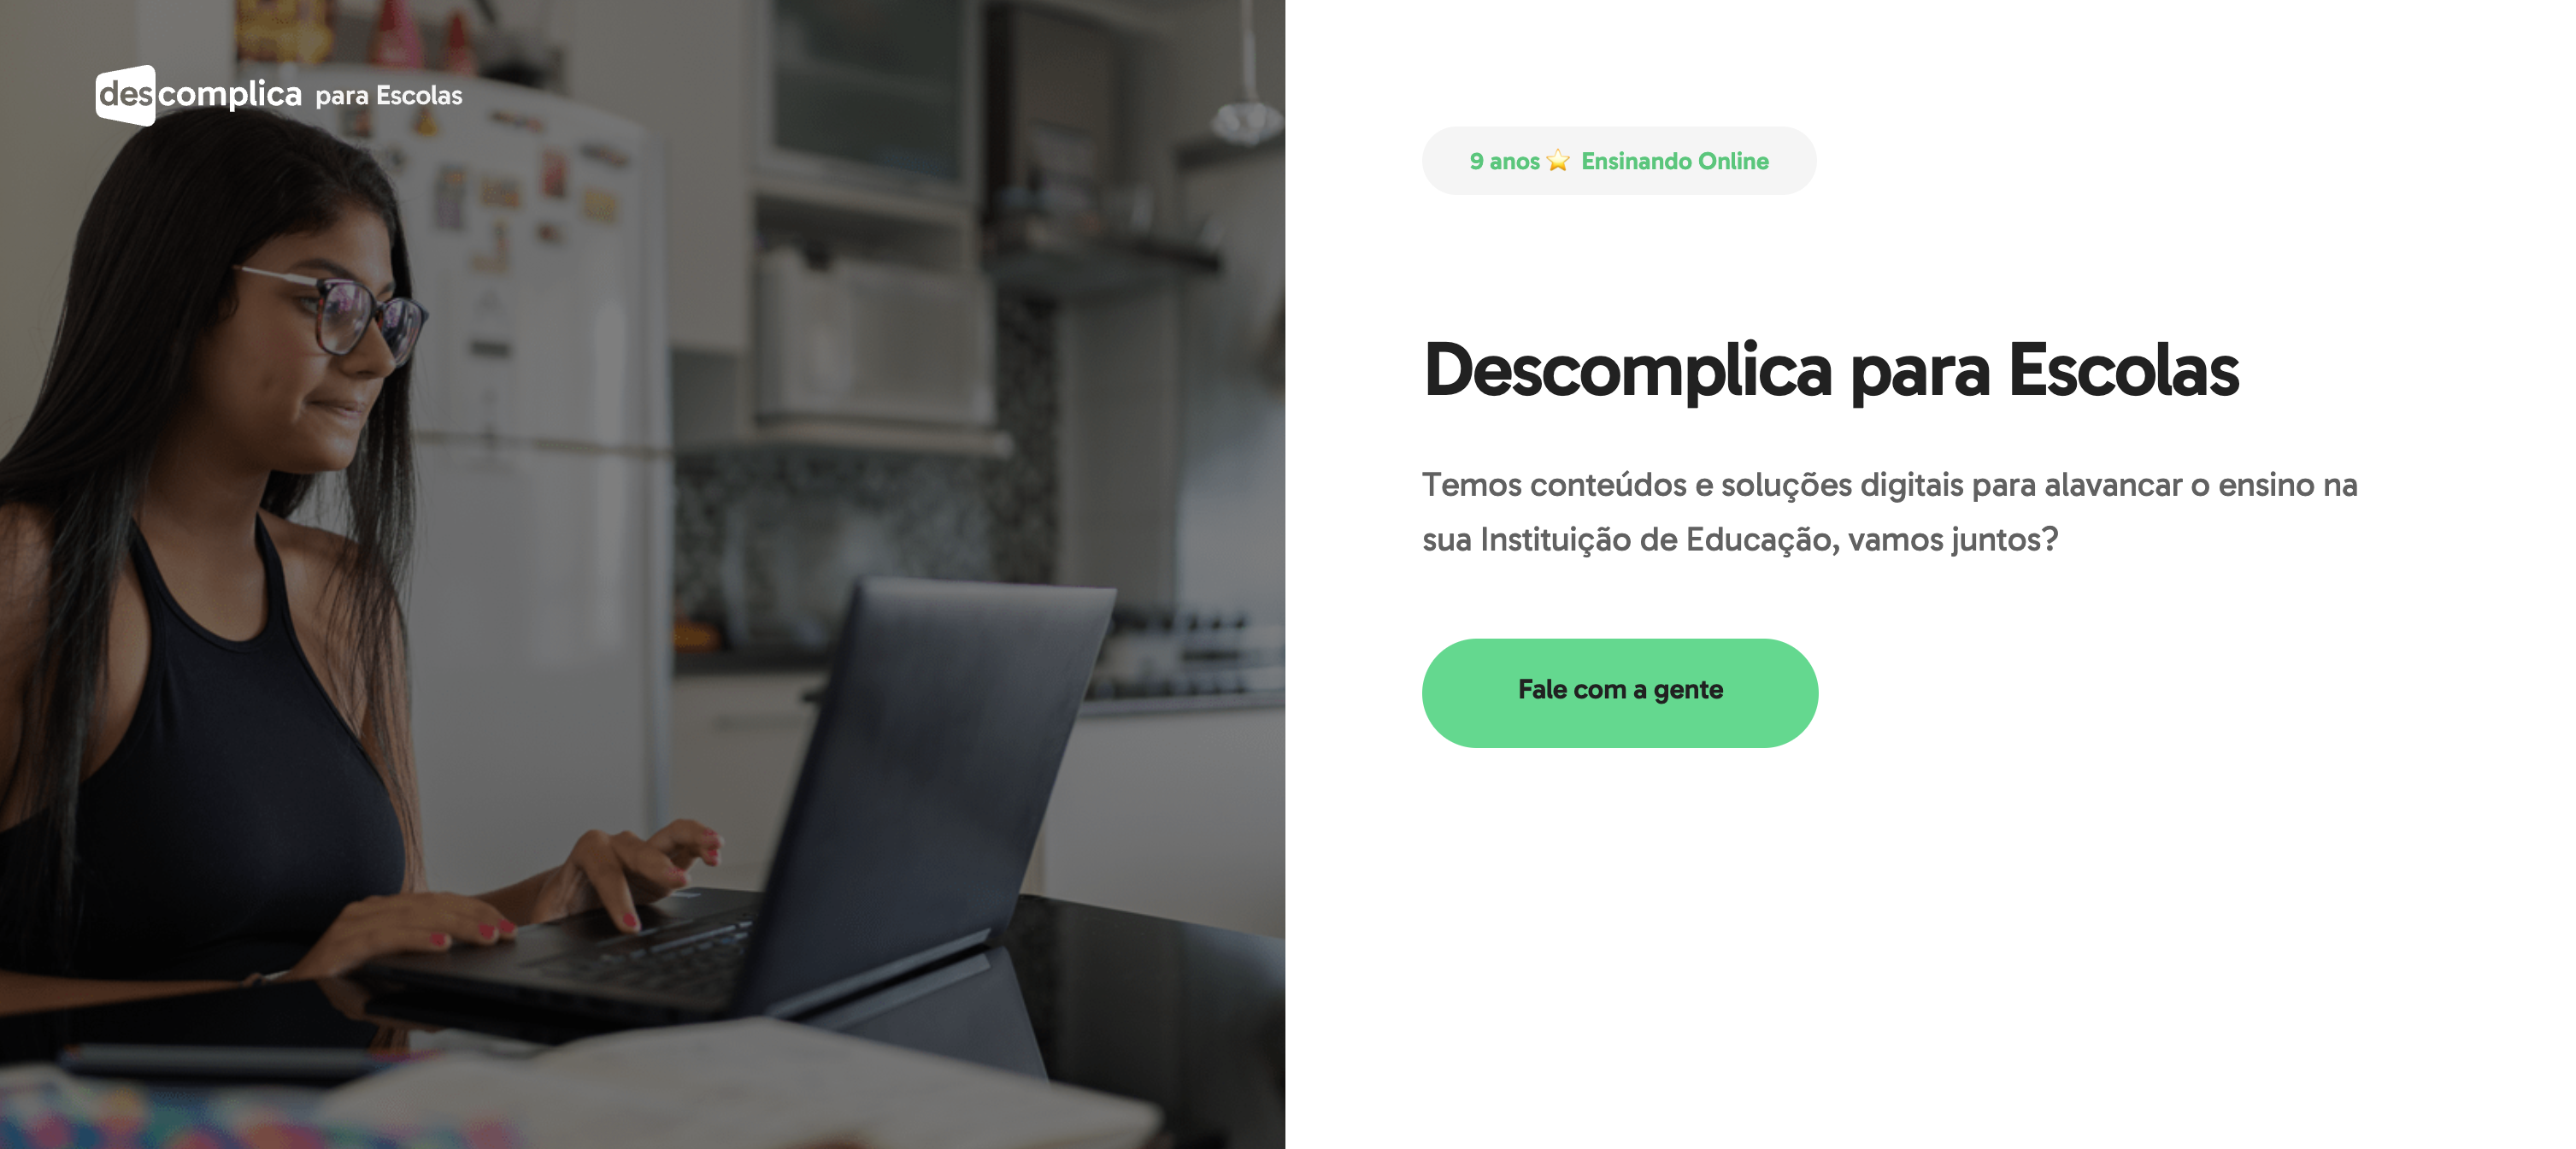 descomplica para Escolas
9 anos ⭐ Ensinando Online
Descomplica para Escolas
Temos conteúdos e soluções digitais para alavancar o ensino na
sua Instituição de Educação, vamos juntos?
Fale com a gente